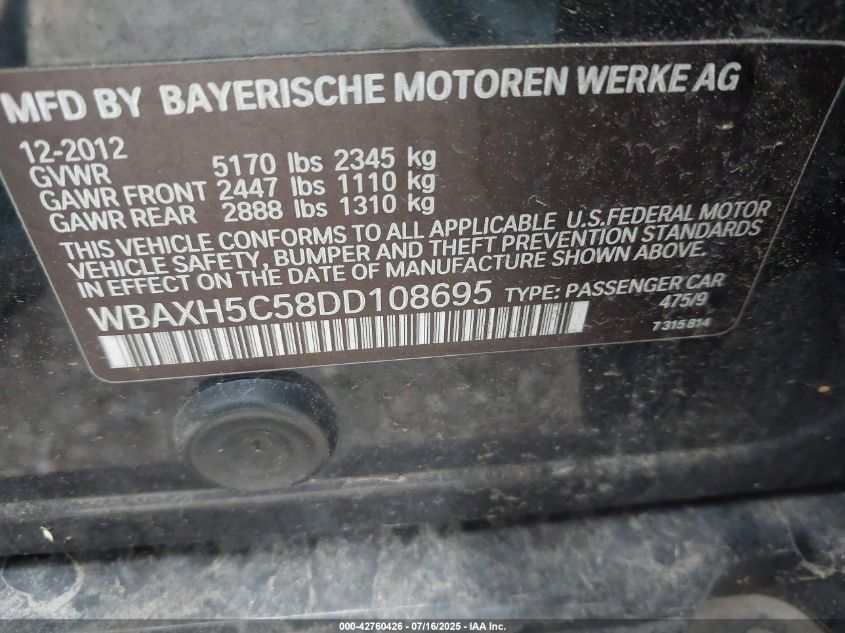 MFD BY BAYERISCHE MOTOREN WERKE AG
12-2012
GVWR 5170 lbs 2345 kg
GAWR FRONT 2447 lbs 1110 kg
GAWR REAR 2888 lbs 1310 kg
THIS VEHICLE CONFORMS TO ALL APPLICABLE U.S.FEDERAL MOTOR
VEHICLE SAFETY, BUMPER AND THEFT PREVENTION STANDARDS
IN EFFECT ON THE DATE OF MANUFACTURE SHOWN ABOVE.
WBAXH5C58DD108695 TYPE: PASSENGER CAR
475/9
7315814
000-42760426 - 07/16/2025 - IAA Inc.